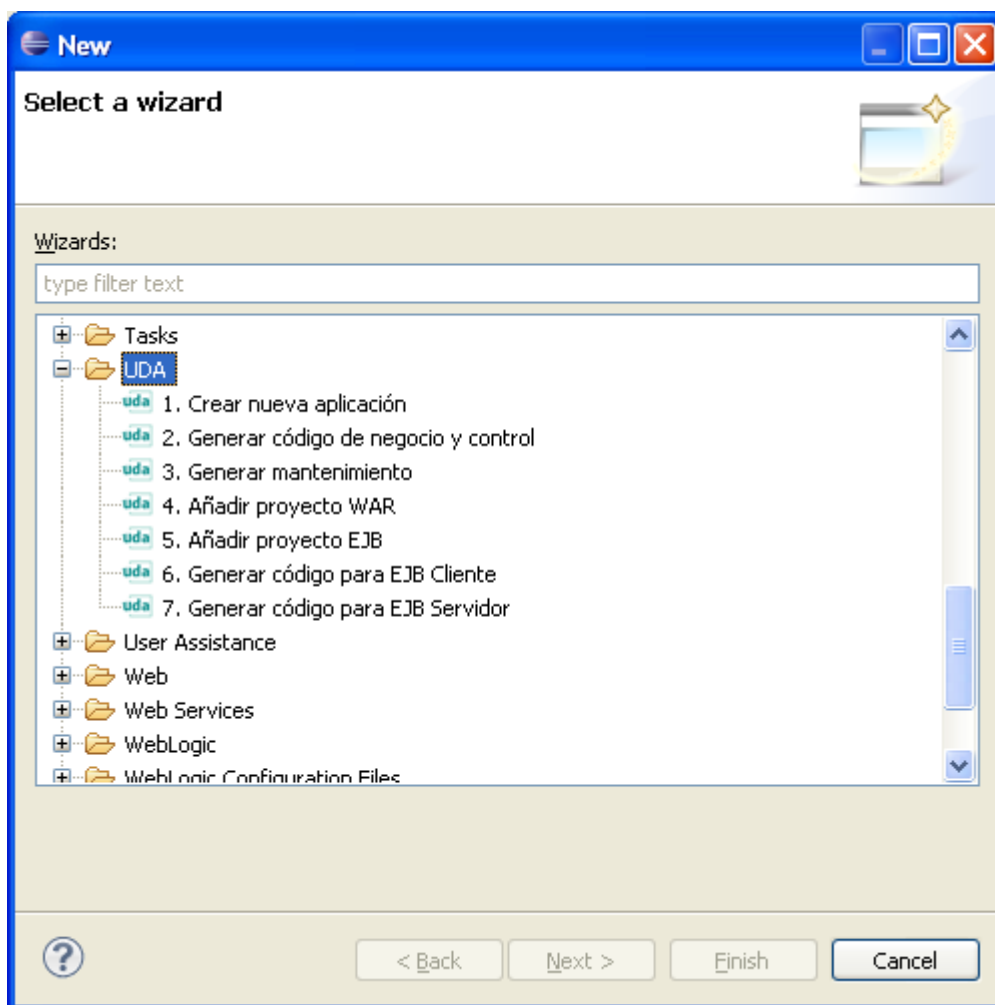 New
Select a wizard
Wizards:
type filter text
Tasks
UDA
uda 1. Crear nueva aplicación
uda 2. Generar código de negocio y control
uda 3. Generar mantenimiento
uda 4. Añadir proyecto WAR
uda 5. Añadir proyecto EJB
uda 6. Generar código para EJB Cliente
uda 7. Generar código para EJB Servidor
User Assistance
Web
Web Services
WebLogic
WebLogic Configuration Files
? < Back Next > Finish Cancel